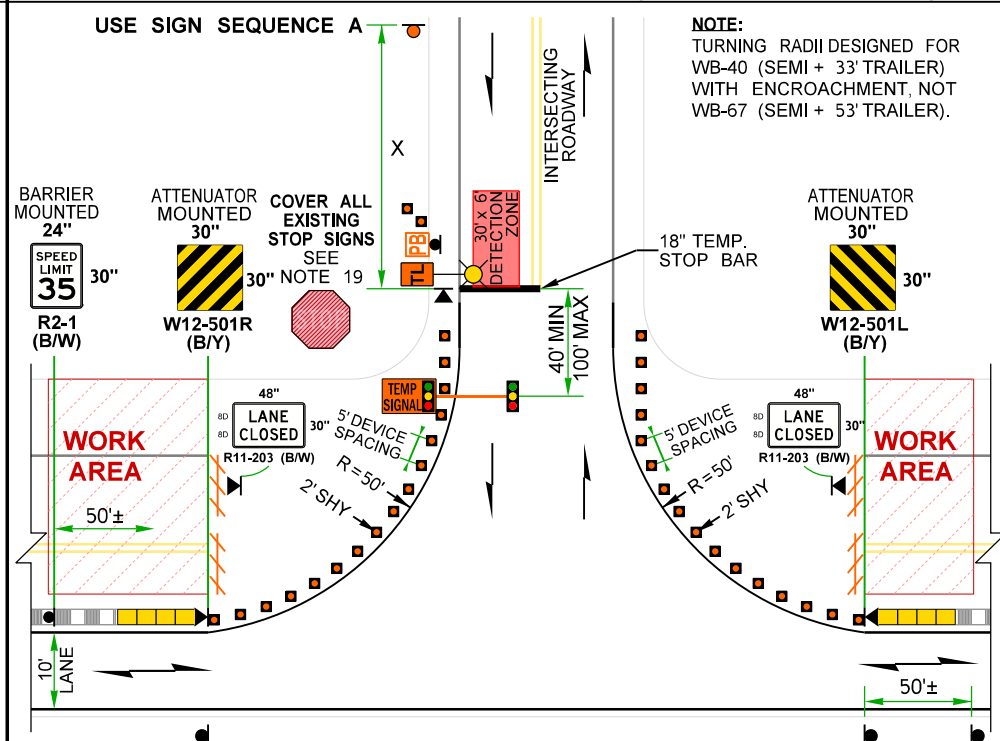 USE SIGN SEQUENCE A
NOTE:
TURNING RADII DESIGNED FOR
WB-40 (SEMI + 33' TRAILER)
WITH ENCROACHMENT, NOT
WB-67 (SEMI + 53' TRAILER).
INTERSECTING
ROADWAY
X
BARRIER
MOUNTED
24"
SPEED
LIMIT
35
30"
R2-1
(B/W)
ATTENUATOR
MOUNTED
30"
30"
W12-501R
(B/Y)
COVER ALL
EXISTING
STOP SIGNS
SEE
NOTE 19
STOP
PB
TL
30' x 6'
DETECTION
ZONE
18" TEMP.
STOP BAR
ATTENUATOR
MOUNTED
30"
30"
W12-501L
(B/Y)
40' MIN
100' MAX
TEMP
SIGNAL
WORK
AREA
48"
8D
8D
LANE
CLOSED
30"
R11-203 (B/W)
5' DEVICE
SPACING
R=50'
2' SHY
5' DEVICE
SPACING
R=50'
2' SHY
48"
8D
8D
LANE
CLOSED
30"
R11-203 (B/W)
WORK
AREA
50'±
10'
LANE
50'±